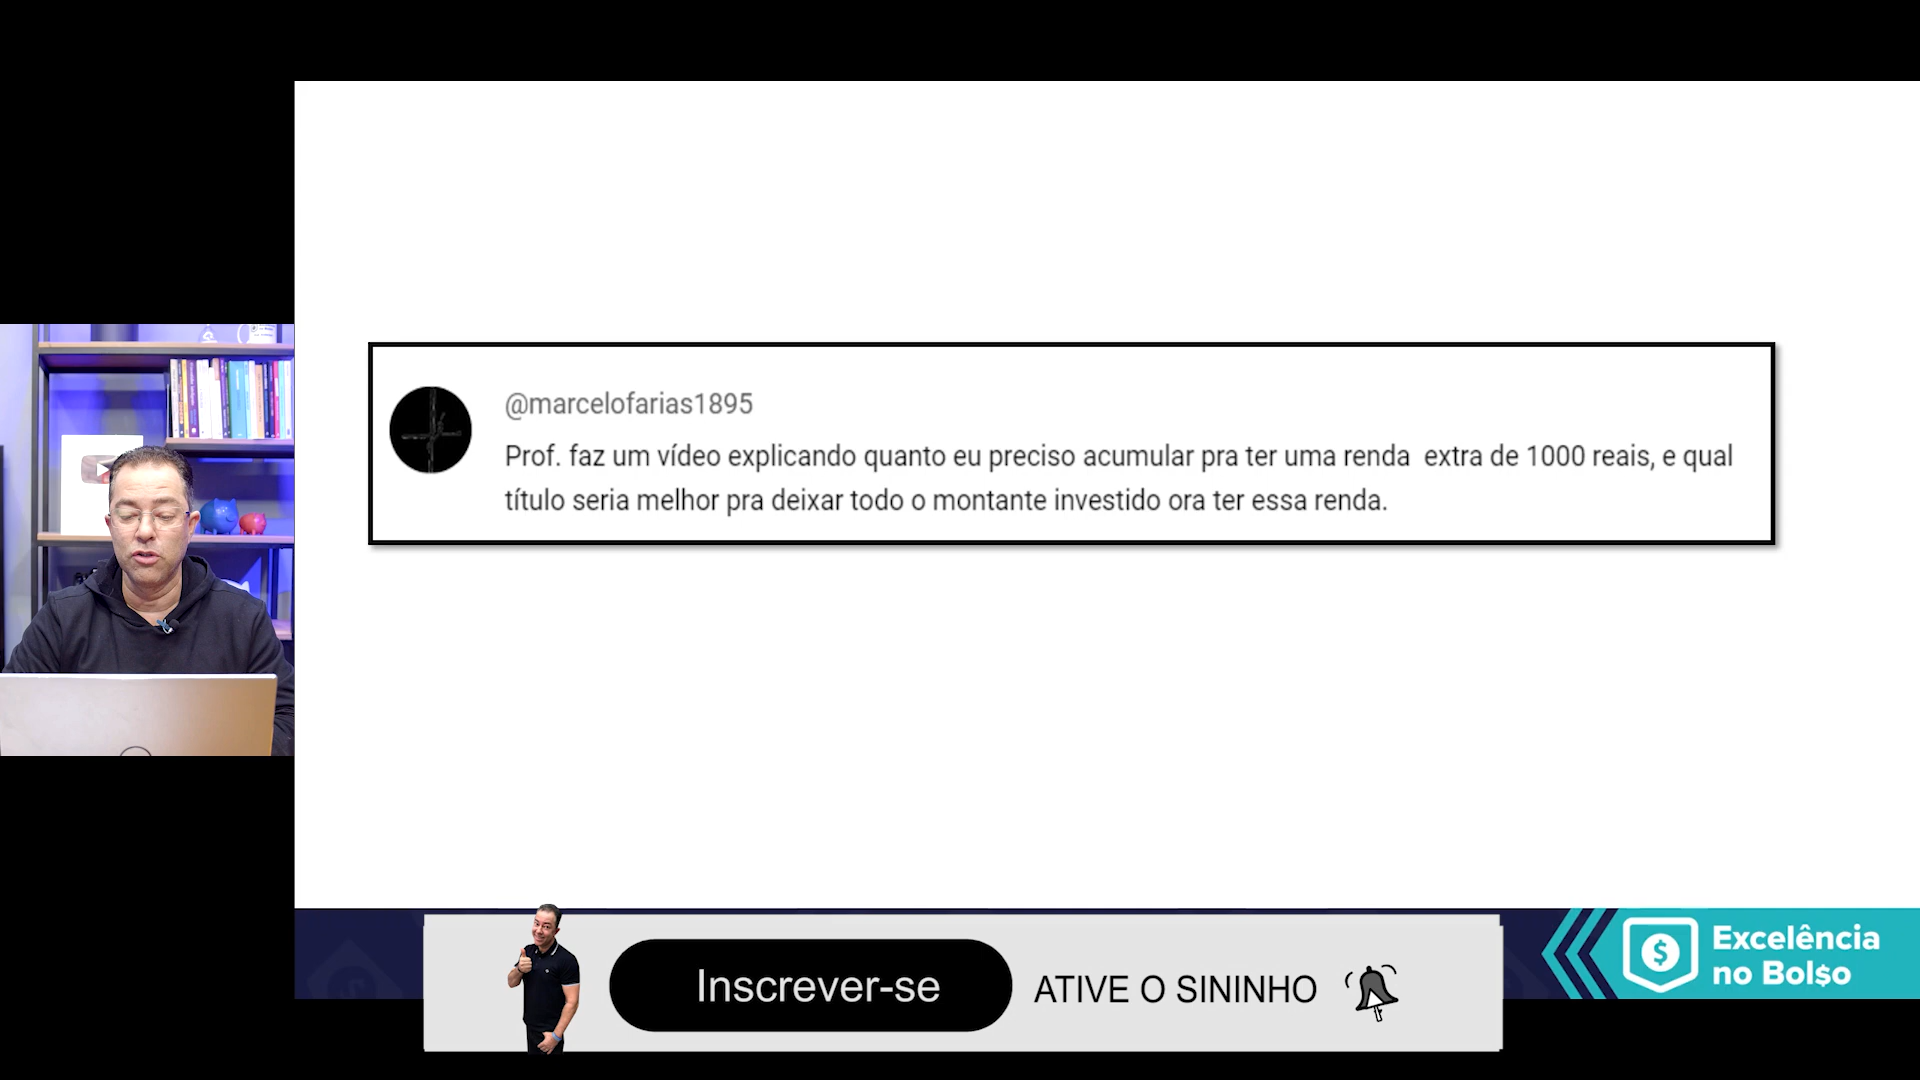 @marcelofarias1895
Prof. faz um vídeo explicando quanto eu preciso acumular pra ter uma renda extra de 1000 reais, e qual
título seria melhor pra deixar todo o montante investido ora ter essa renda.
Inscrever-se
ATIVE O SININHO
Excelência
no Bol$o